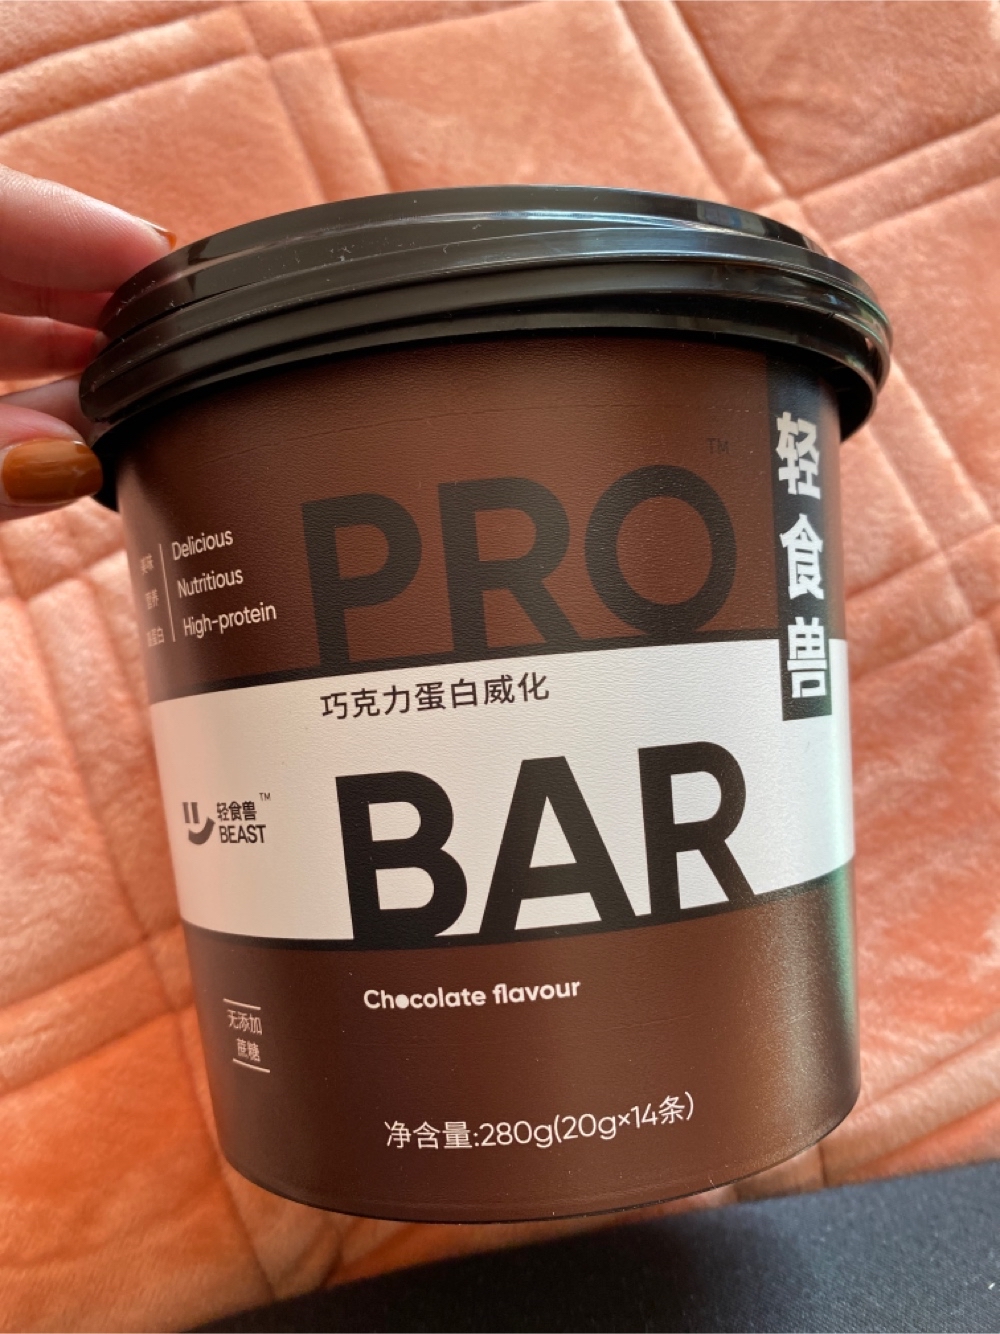 PRO
TM
轻食兽
美味
营养
高蛋白
Delicious
Nutritious
High-protein
巧克力蛋白威化
轻食兽
TM
BEAST
BAR
Chocolate flavour
无添加
蔗糖
净含量:280g(20g×14条)